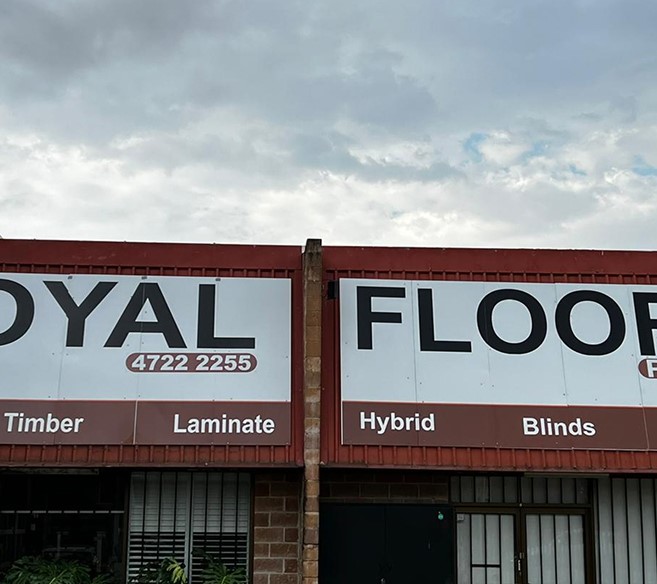 OYAL
4722 2255
Timber Laminate
FLOOR
Hybrid Blinds